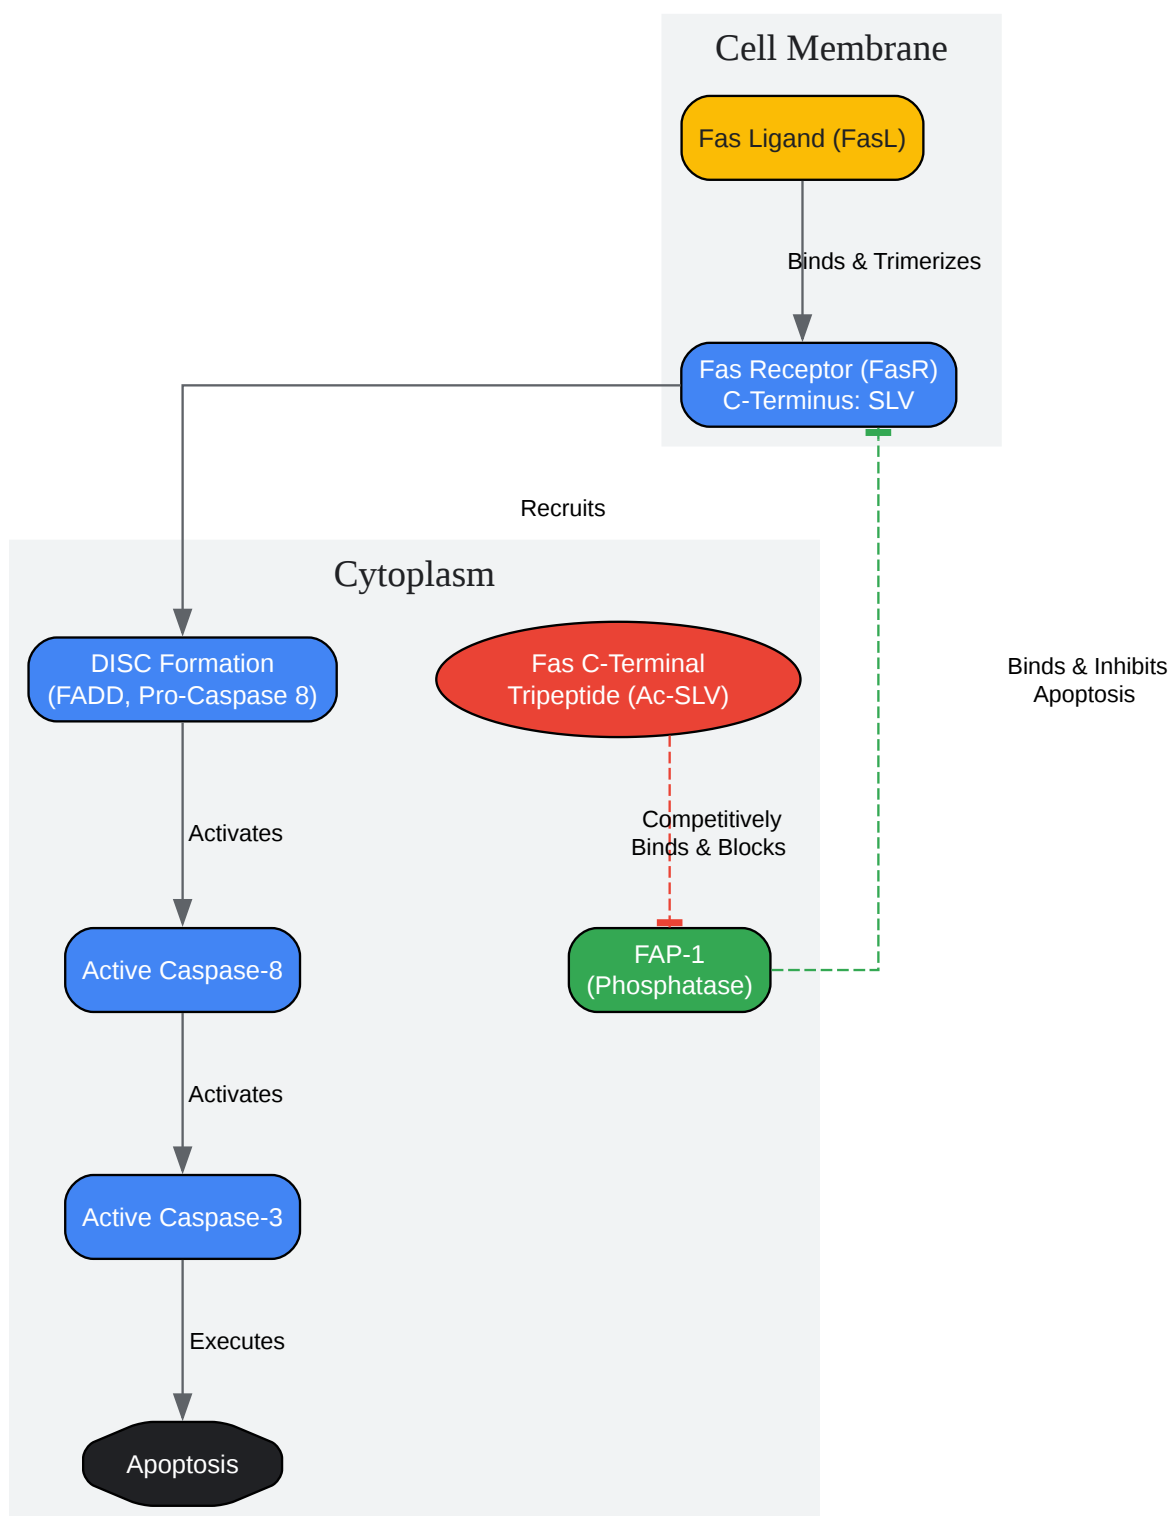 Cell Membrane
Fas Ligand (FasL)
Binds & Trimerizes
Fas Receptor (FasR)
C-Terminus: SLV
Recruits
Cytoplasm
DISC Formation
(FADD, Pro-Caspase 8)
Fas C-Terminal
Tripeptide (Ac-SLV)
Binds & Inhibits
Apoptosis
Activates
Competitively
Binds & Blocks
Active Caspase-8
FAP-1
(Phosphatase)
Activates
Active Caspase-3
Executes
Apoptosis